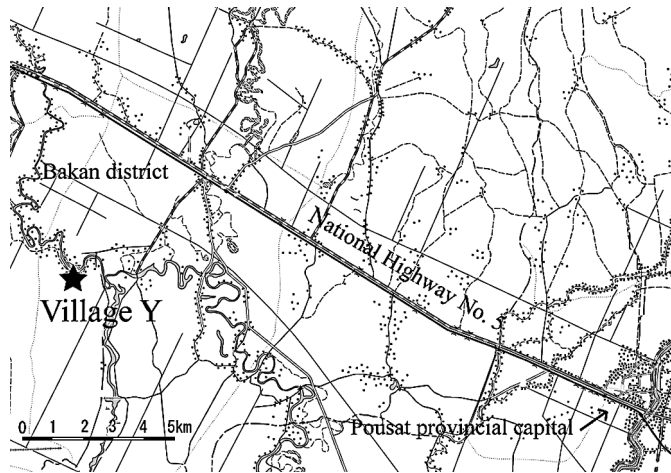 Bakan district
National Highway No. 5
Village Y
0 1 2 3 4 5km
Pousat provincial capital